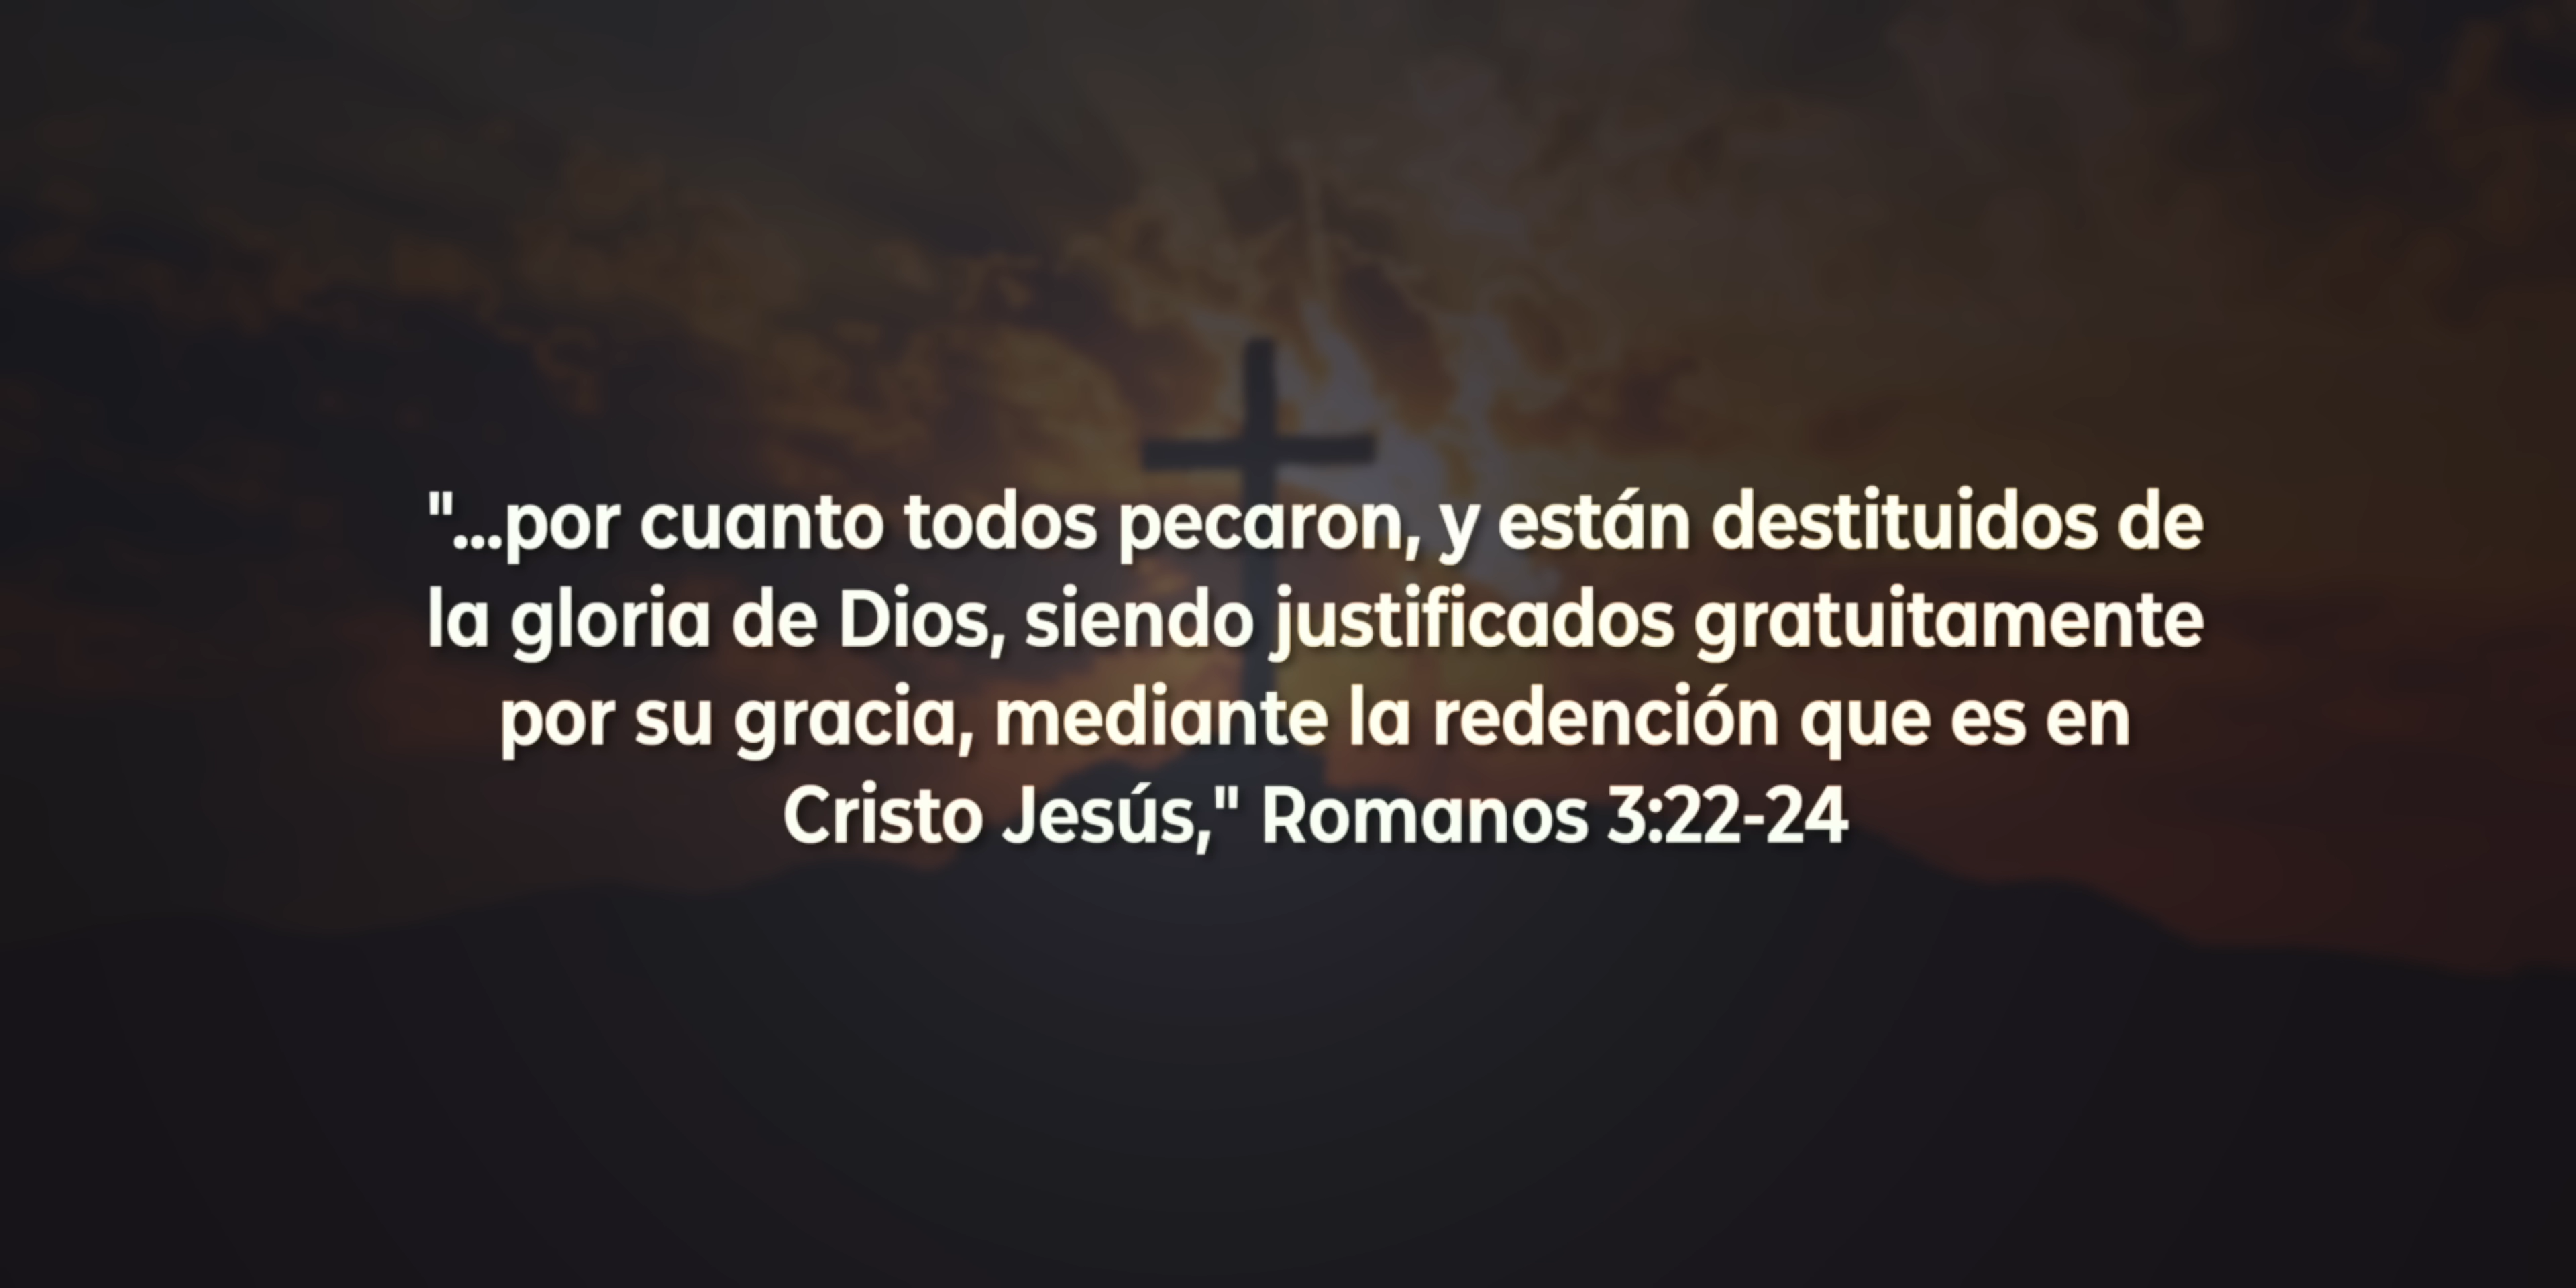 "...por cuanto todos pecaron, y están destituidos de
la gloria de Dios, siendo justificados gratuitamente
por su gracia, mediante la redención que es en
Cristo Jesús," Romanos 3:22-24